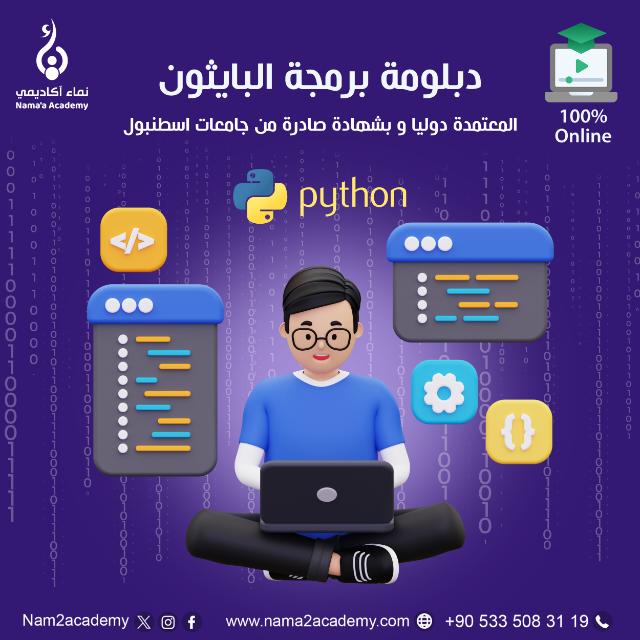 نماء أكاديمي
Nama'a Academy
دبلومة برمجة البايثون
المعتمدة دوليا و بشهادة صادرة من جامعات اسطنبول
100%
Online
python
</>
{}
Nam2academy
www.nama2academy.com
+90 533 508 31 19